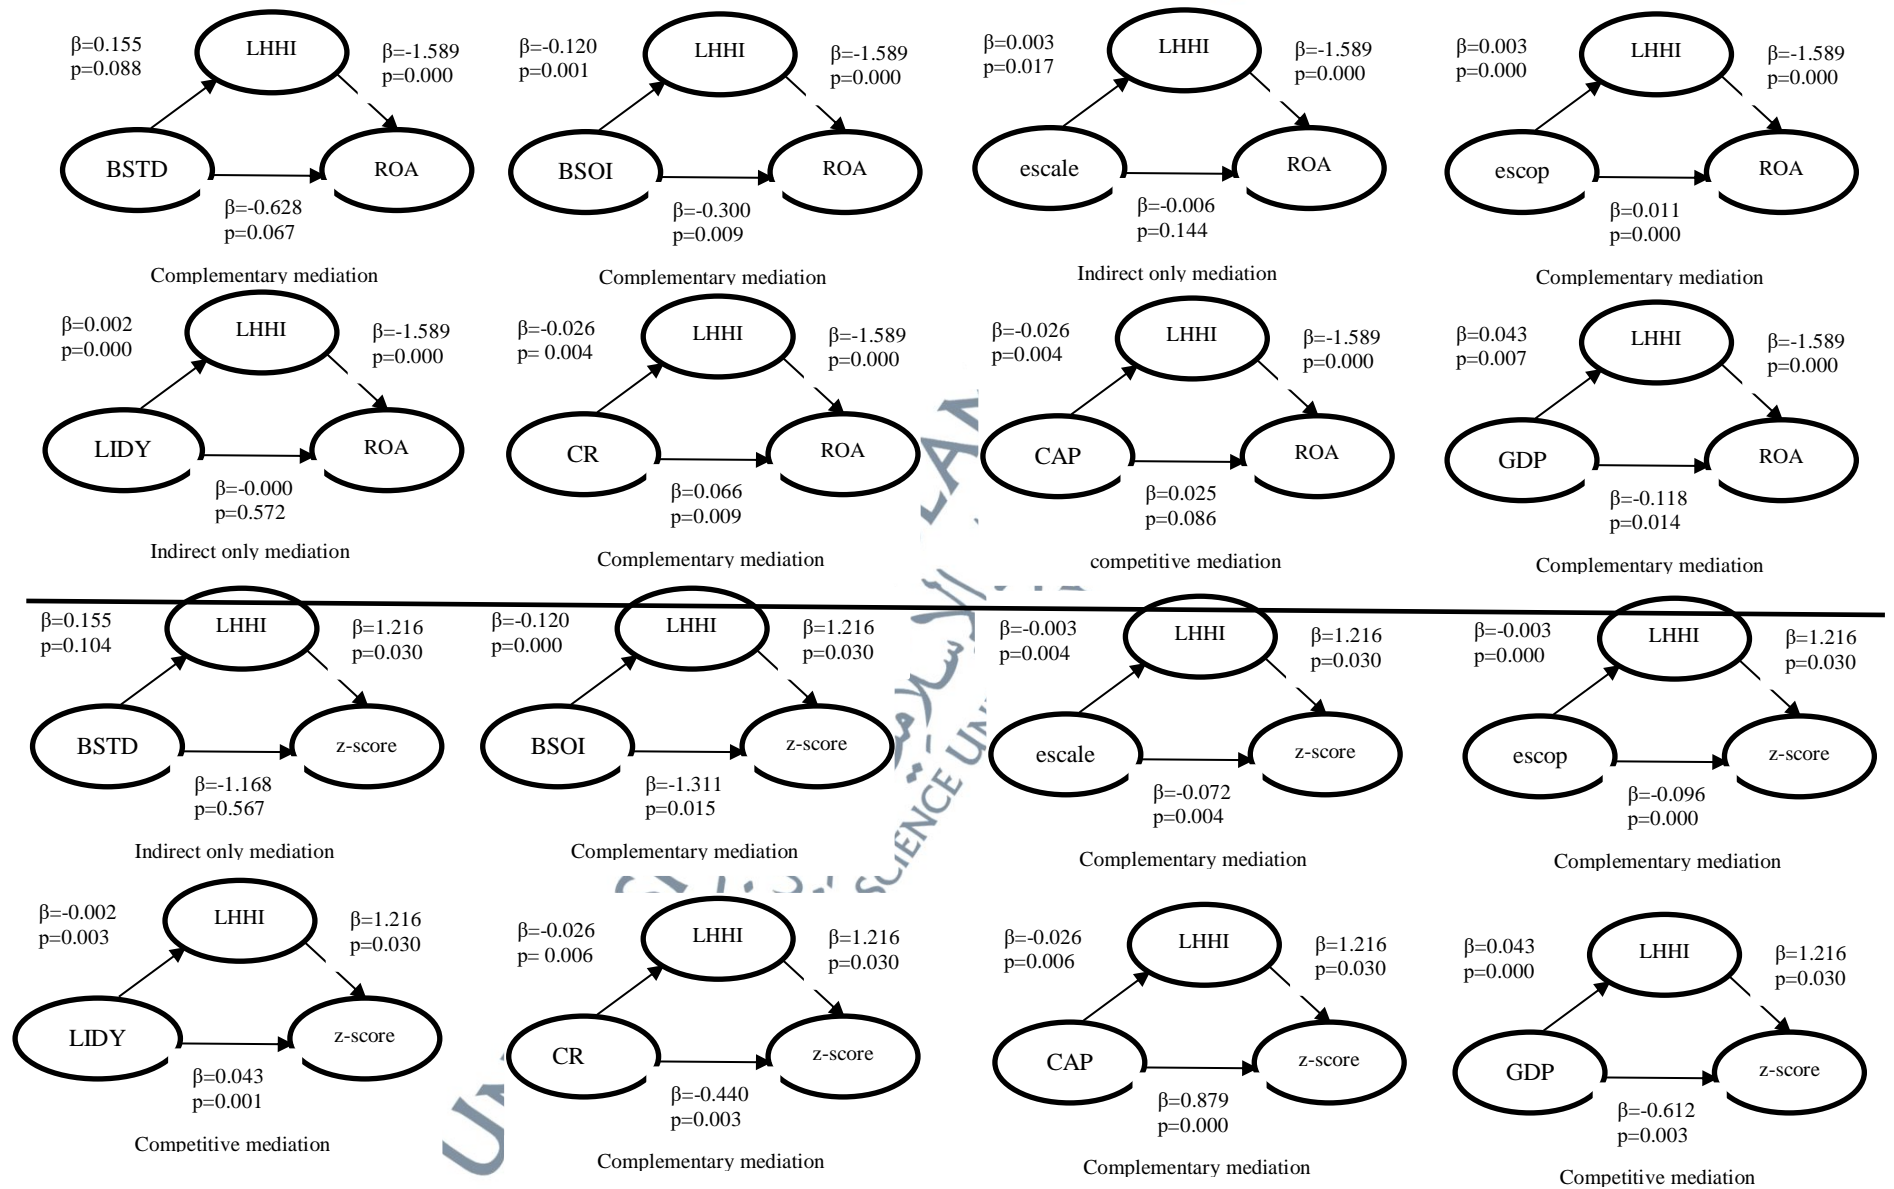 β=0.155
p=0.088
LHHI
β=-1.589
p=0.000
BSTD
ROA
β=-0.628
p=0.067
Complementary mediation
β=-0.120
p=0.001
LHHI
β=-1.589
p=0.000
BSOI
ROA
β=-0.300
p=0.009
Complementary mediation
β=0.003
p=0.017
LHHI
β=-1.589
p=0.000
escale
ROA
β=-0.006
p=0.144
Indirect only mediation
β=0.003
p=0.000
LHHI
β=-1.589
p=0.000
escop
ROA
β=0.011
p=0.000
Complementary mediation
β=0.002
p=0.000
LHHI
β=-1.589
p=0.000
LIDY
ROA
β=-0.000
p=0.572
Indirect only mediation
β=-0.026
p= 0.004
LHHI
β=-1.589
p=0.000
CR
ROA
β=0.066
p=0.009
Complementary mediation
β=-0.026
p=0.004
LHHI
β=-1.589
p=0.000
CAP
ROA
β=0.025
p=0.086
competitive mediation
β=0.043
p=0.007
LHHI
β=-1.589
p=0.000
GDP
ROA
β=-0.118
p=0.014
Complementary mediation
β=0.155
p=0.104
LHHI
β=1.216
p=0.030
BSTD
z-score
β=-1.168
p=0.567
Indirect only mediation
β=-0.120
p=0.000
LHHI
β=1.216
p=0.030
BSOI
z-score
β=-1.311
p=0.015
Complementary mediation
β=-0.003
p=0.004
LHHI
β=1.216
p=0.030
escale
z-score
β=-0.072
p=0.004
Complementary mediation
β=-0.003
p=0.000
LHHI
β=1.216
p=0.030
escop
z-score
β=-0.096
p=0.000
Complementary mediation
β=-0.002
p=0.003
LHHI
β=1.216
p=0.030
LIDY
z-score
β=0.043
p=0.001
Competitive mediation
β=-0.026
p= 0.006
LHHI
β=1.216
p=0.030
CR
z-score
β=-0.440
p=0.003
Complementary mediation
β=-0.026
p=0.006
LHHI
β=1.216
p=0.030
CAP
z-score
β=0.879
p=0.000
Complementary mediation
β=0.043
p=0.000
LHHI
β=1.216
p=0.030
GDP
z-score
β=-0.612
p=0.003
Competitive mediation
SCIENCE